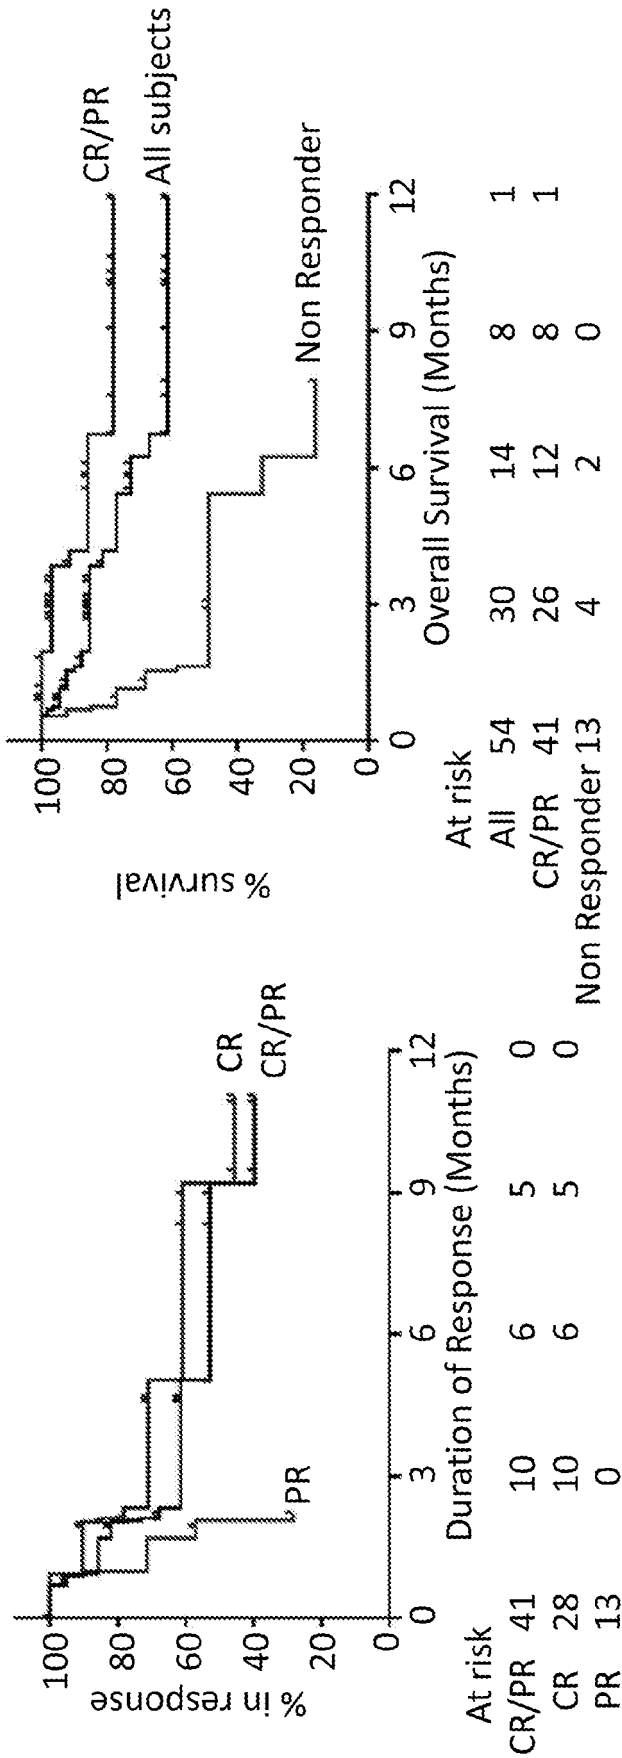 % in response
100
80
60
40
20
0
CR
CR/PR
PR
0 3 6 9 12
Duration of Response (Months)
At risk
CR/PR 41 10 6 5 0
CR 28 10 6 5 0
PR 13 0
% survival
100
80
60
40
20
0
CR/PR
All subjects
Non Responder
0 3 6 9 12
Overall Survival (Months)
At risk
All 54 30 14 8 1
CR/PR 41 26 12 8 1
Non Responder 13 4 2 0